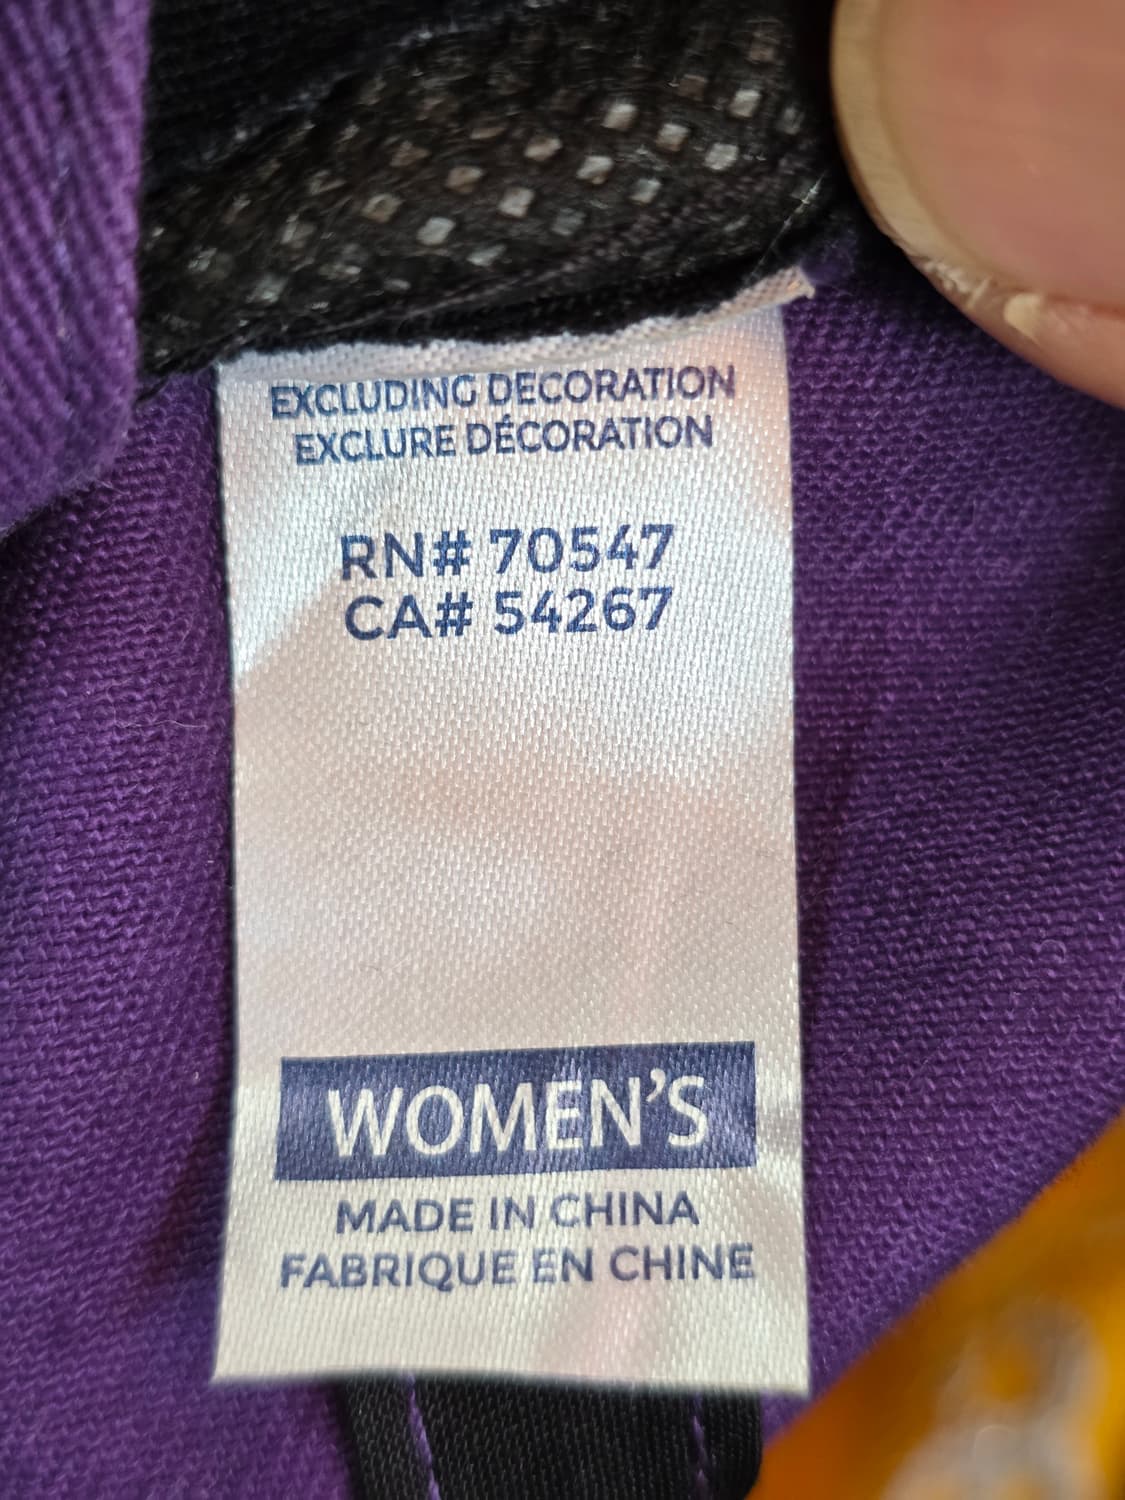 EXCLUDING DECORATION
EXCLURE DÉCORATION
RN# 70547
CA# 54267
WOMEN'S
MADE IN CHINA
FABRIQUE EN CHINE